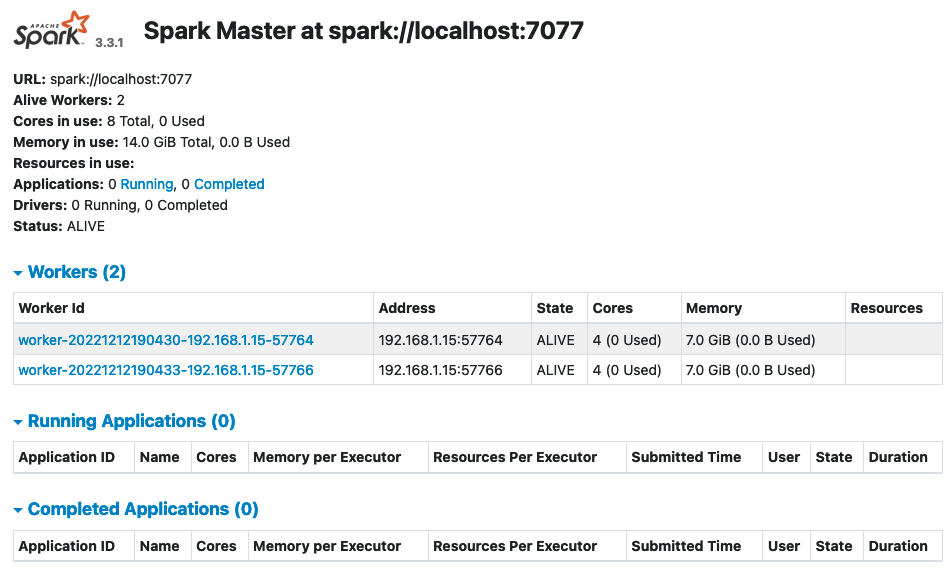 APACHE
Spark 3.3.1 Spark Master at spark://localhost:7077
URL: spark://localhost:7077
Alive Workers: 2
Cores in use: 8 Total, 0 Used
Memory in use: 14.0 GiB Total, 0.0 B Used
Resources in use:
Applications: 0 Running, 0 Completed
Drivers: 0 Running, 0 Completed
Status: ALIVE
Workers (2)
Worker Id Address State Cores Memory Resources
worker-20221212190430-192.168.1.15-57764 192.168.1.15:57764 ALIVE 4 (0 Used) 7.0 GiB (0.0 B Used)
worker-20221212190433-192.168.1.15-57766 192.168.1.15:57766 ALIVE 4 (0 Used) 7.0 GiB (0.0 B Used)
Running Applications (0)
Application ID Name Cores Memory per Executor Resources Per Executor Submitted Time User State Duration
Completed Applications (0)
Application ID Name Cores Memory per Executor Resources Per Executor Submitted Time User State Duration